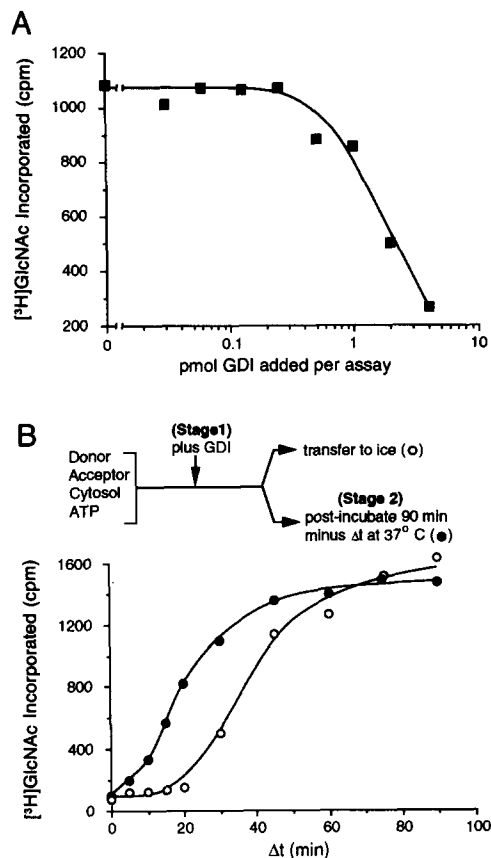 A
[³H]GlcNAc Incorporated (cpm)
1200
1000
800
600
400
200
0
0.1
1
10
pmol GDI added per assay
B
(Stage1)
plus GDI
Donor
Acceptor
Cytosol
ATP
transfer to ice (○)
(Stage 2)
post-incubate 90 min
minus Δt at 37° C (●)
[³H]GlcNAc Incorporated (cpm)
1600
1200
800
400
0
0
20
40
60
80
100
Δt (min)